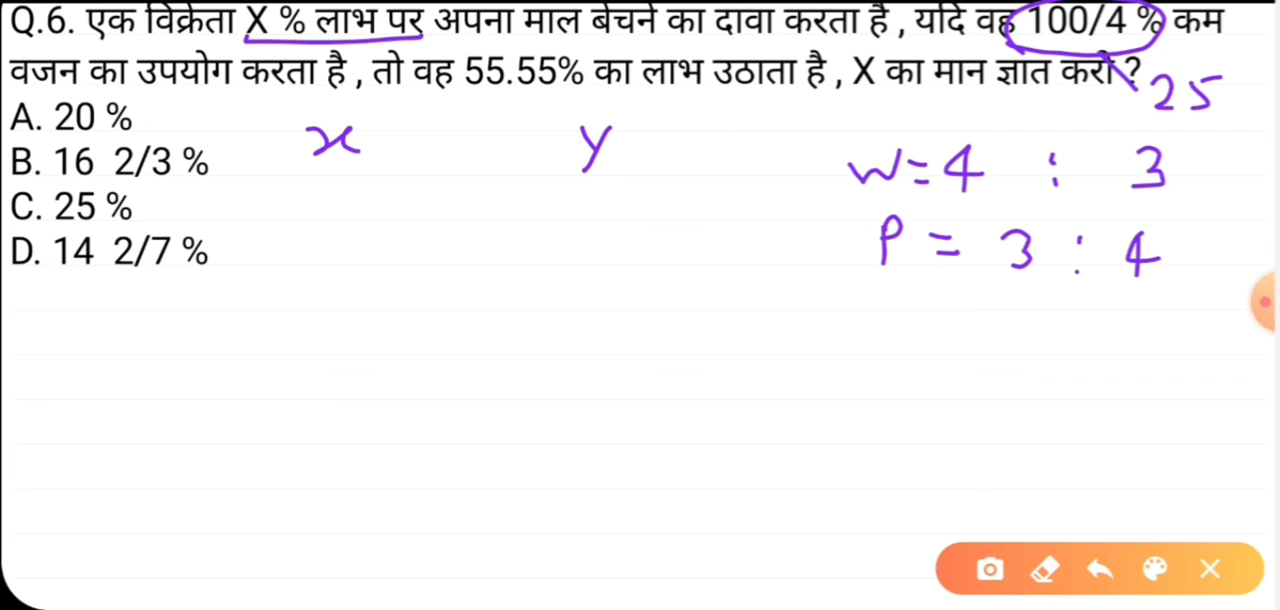 Q.6. एक विक्रेता X % लाभ पर अपना माल बेचने का दावा करता है , यदि वह 100/4 % कम
वजन का उपयोग करता है , तो वह 55.55% का लाभ उठाता है , X का मान ज्ञात करो ?
25
A. 20 %
B. 16 2/3 %
C. 25 %
D. 14 2/7 %
x y
W = 4 : 3
P = 3 : 4